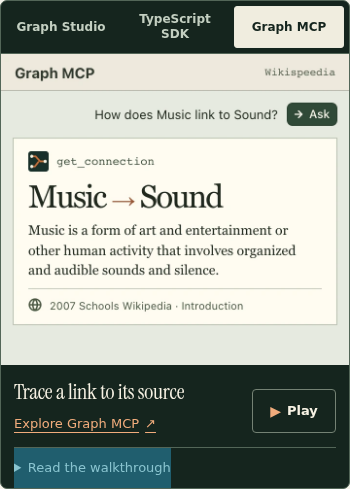 Graph Studio
TypeScript
SDK
Graph MCP
Graph MCP
Wikispeedia
How does Music link to Sound?
→ Ask
get_connection
Music → Sound
Music is a form of art and entertainment or
other human activity that involves organized
and audible sounds and silence.
2007 Schools Wikipedia · Introduction
Trace a link to its source
Explore Graph MCP ↗
▶ Play
▶ Read the walkthrough